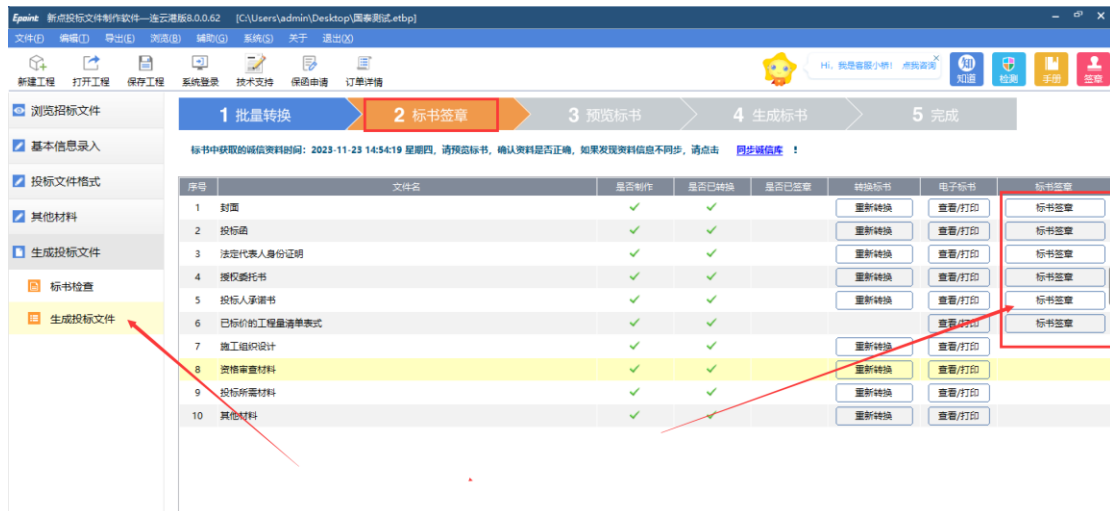 Epoint 新点投标文件制作软件—连云港版8.0.0.62 [C:\Users\admin\Desktop\国泰测试.etbp]
文件(F) 编辑(T) 导出(E) 浏览(B) 辅助(G) 系统(S) 关于 退出(X)
新建工程 打开工程 保存工程 系统登录 技术支持 保函申请 订单详情
Hi, 我是客服小桥! 点我咨询
知 知道 检测 手册 签章
浏览招标文件
基本信息录入
投标文件格式
其他材料
生成投标文件
标书检查
生成投标文件
1 批量转换 2 标书签章 3 预览标书 4 生成标书 5 完成
标书中获取的诚信资料时间：2023-11-23 14:54:19 星期四，请预览标书，确认资料是否正确，如果发现资料信息不同步，请点击 同步诚信库 ！
序号 文件名 是否制作 是否已转换 是否已签章 转换标书 电子标书 标书签章
1 封面 重新转换 查看/打印 标书签章
2 投标函 重新转换 查看/打印 标书签章
3 法定代表人身份证明 重新转换 查看/打印 标书签章
4 授权委托书 重新转换 查看/打印 标书签章
5 投标人承诺书 重新转换 查看/打印 标书签章
6 已标价的工程量清单表式 查看/打印 标书签章
7 施工组织设计 重新转换 查看/打印
8 资格审查材料 重新转换 查看/打印
9 投标所需材料 重新转换 查看/打印
10 其他材料 重新转换 查看/打印